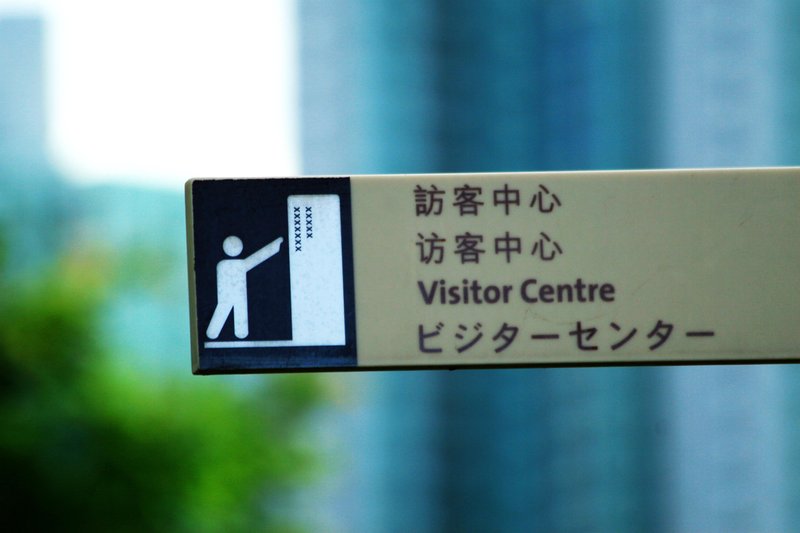 訪客中心
访客中心
Visitor Centre
ビジターセンター